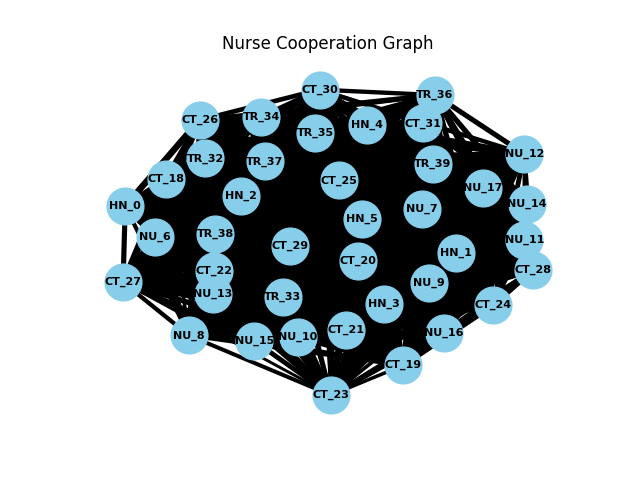 Nurse Cooperation Graph
CT_30
TR_36
CT_26
TR_34
TR_35
HN_4
CT_31
TR_32
TR_37
TR_39
NU_12
CT_18
CT_25
NU_17
HN_0
HN_2
HN_5
NU_7
NU_14
NU_6
TR_38
CT_29
CT_20
HN_1
NU_11
CT_27
CT_22
NU_13
TR_33
HN_3
NU_9
CT_28
CT_24
NU_8
NU_15
NU_10
CT_21
NU_16
CT_19
CT_23